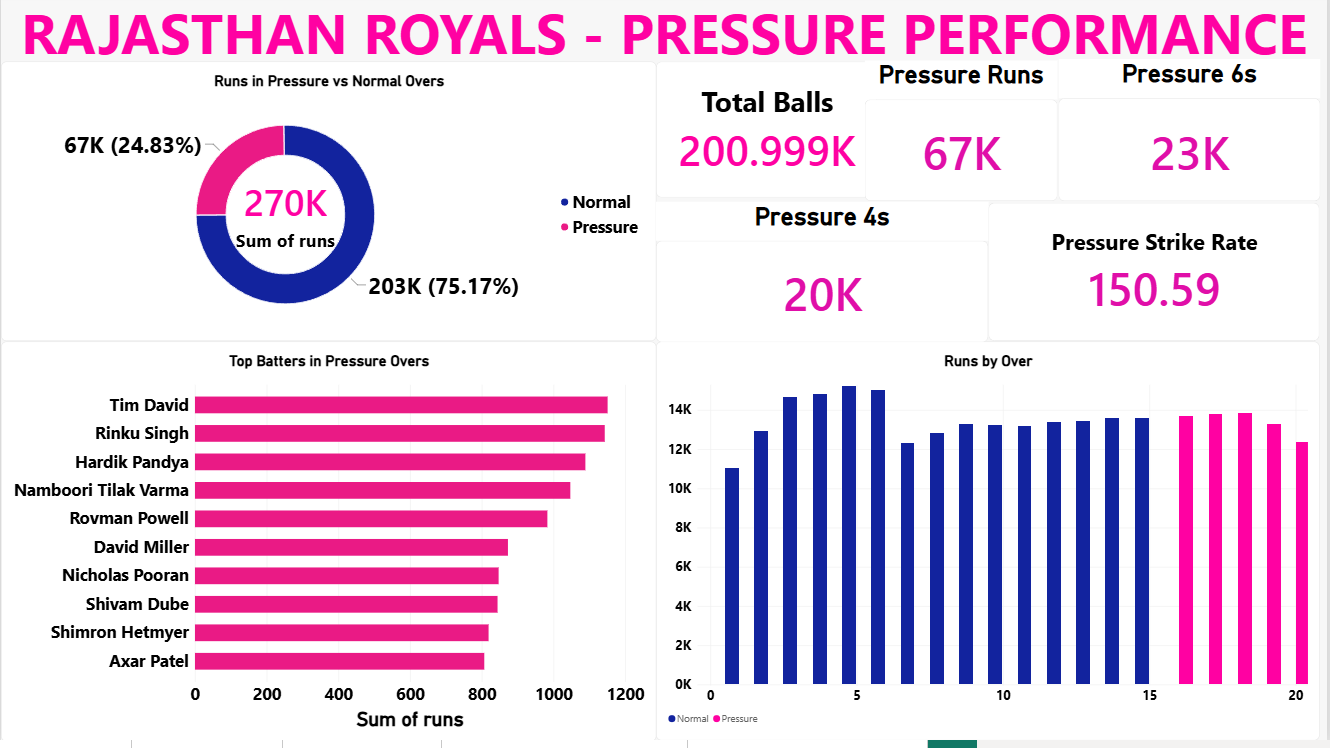 RAJASTHAN ROYALS - PRESSURE PERFORMANCE
Runs in Pressure vs Normal Overs
67K (24.83%)
270K
Sum of runs
203K (75.17%)
Normal
Pressure
Total Balls
200.999K
Pressure Runs
67K
Pressure 6s
23K
Pressure 4s
20K
Pressure Strike Rate
150.59
Top Batters in Pressure Overs
Tim David
Rinku Singh
Hardik Pandya
Namboori Tilak Varma
Rovman Powell
David Miller
Nicholas Pooran
Shivam Dube
Shimron Hetmyer
Axar Patel
0 200 400 600 800 1000 1200
Sum of runs
Runs by Over
14K
12K
10K
8K
6K
4K
2K
0K
0 5 10 15 20
Normal Pressure